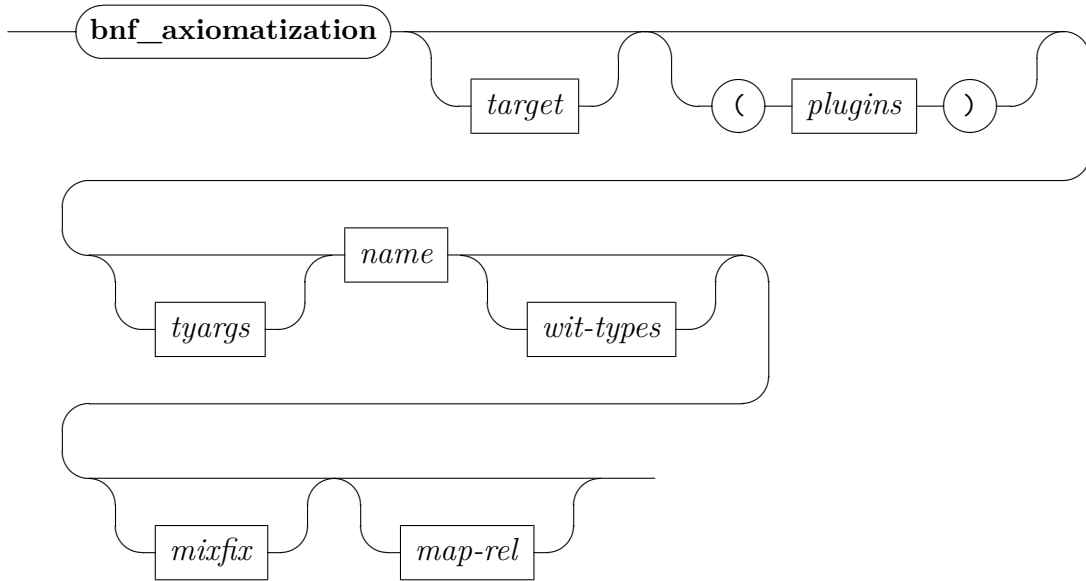 bnf_axiomatization
target ( plugins )
tyargs name wit-types
mixfix map-rel